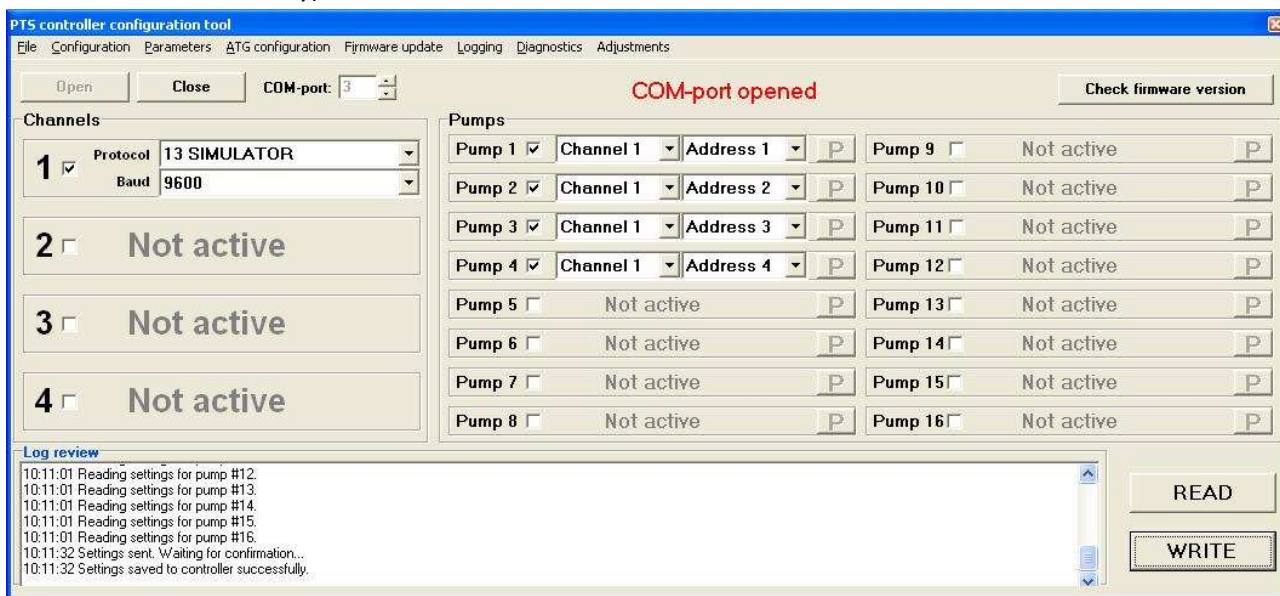 PTS controller configuration tool
File Configuration Parameters ATG configuration Firmware update Logging Diagnostics Adjustments
Open Close COM-port: 3 COM-port opened Check firmware version
Channels
1 Protocol 13 SIMULATOR
Baud 9600
2 Not active
3 Not active
4 Not active
Pumps
Pump 1 Channel 1 Address 1 P
Pump 2 Channel 1 Address 2 P
Pump 3 Channel 1 Address 3 P
Pump 4 Channel 1 Address 4 P
Pump 5 Not active P
Pump 6 Not active P
Pump 7 Not active P
Pump 8 Not active P
Pump 9 Not active P
Pump 10 Not active P
Pump 11 Not active P
Pump 12 Not active P
Pump 13 Not active P
Pump 14 Not active P
Pump 15 Not active P
Pump 16 Not active P
Log review
10:11:01 Reading settings for pump #12.
10:11:01 Reading settings for pump #13.
10:11:01 Reading settings for pump #14.
10:11:01 Reading settings for pump #15.
10:11:01 Reading settings for pump #16.
10:11:32 Settings sent. Waiting for confirmation...
10:11:32 Settings saved to controller successfully.
READ
WRITE